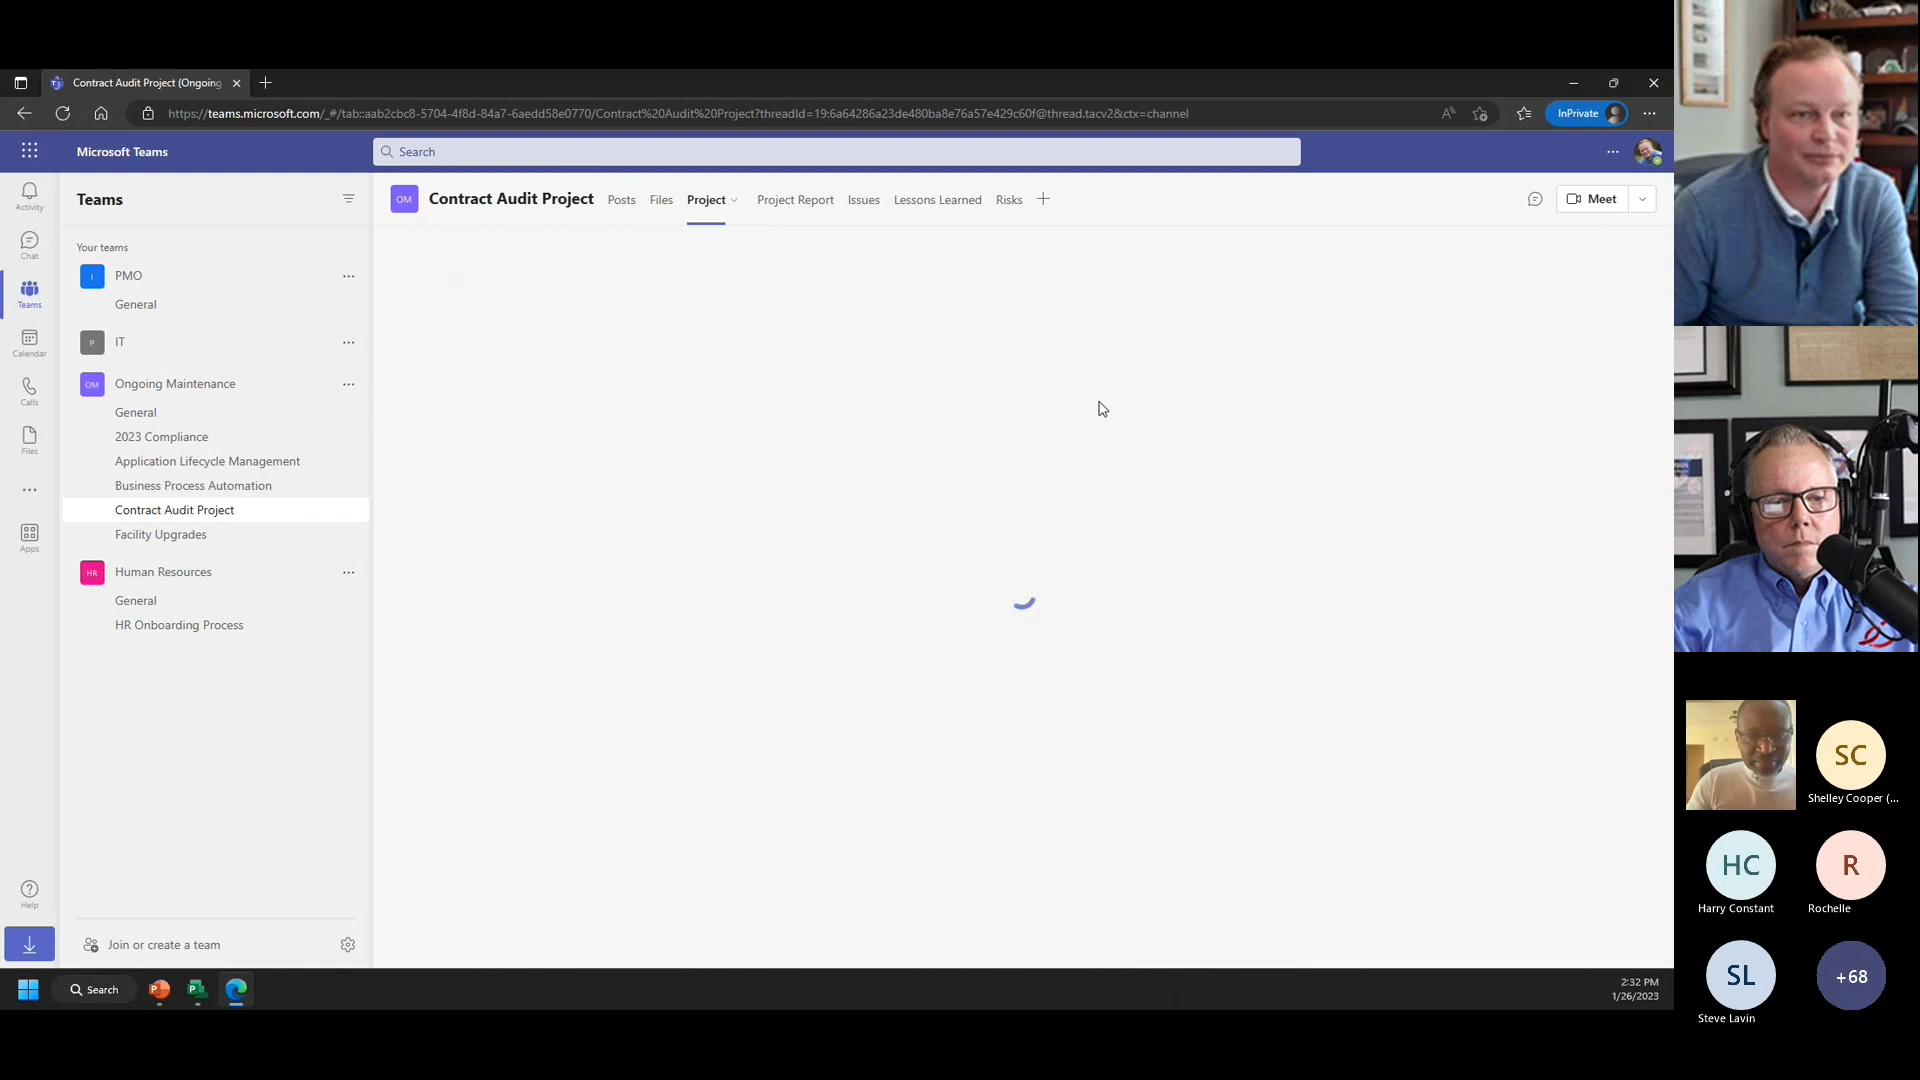 Contract Audit Project (Ongoing
https://teams.microsoft.com/_#/tab::aab2cbc8-5704-4f8d-84a7-6aedd58e0770/Contract%20Audit%20Project?threadId=19:6a64286a23de480ba8e76a57e429c60f@thread.tacv2&ctx=channel
InPrivate
Microsoft Teams
Search
Activity
Chat
Teams
Calendar
Calls
Files
Apps
Help
Teams
Your teams
I PMO
General
P IT
OM Ongoing Maintenance
General
2023 Compliance
Application Lifecycle Management
Business Process Automation
Contract Audit Project
Facility Upgrades
HR Human Resources
General
HR Onboarding Process
Join or create a team
OM Contract Audit Project Posts Files Project Project Report Issues Lessons Learned Risks
Meet
Search
2:32 PM
1/26/2023
SC
Shelley Cooper (...
HC
Harry Constant
R
Rochelle
SL
Steve Lavin
+68